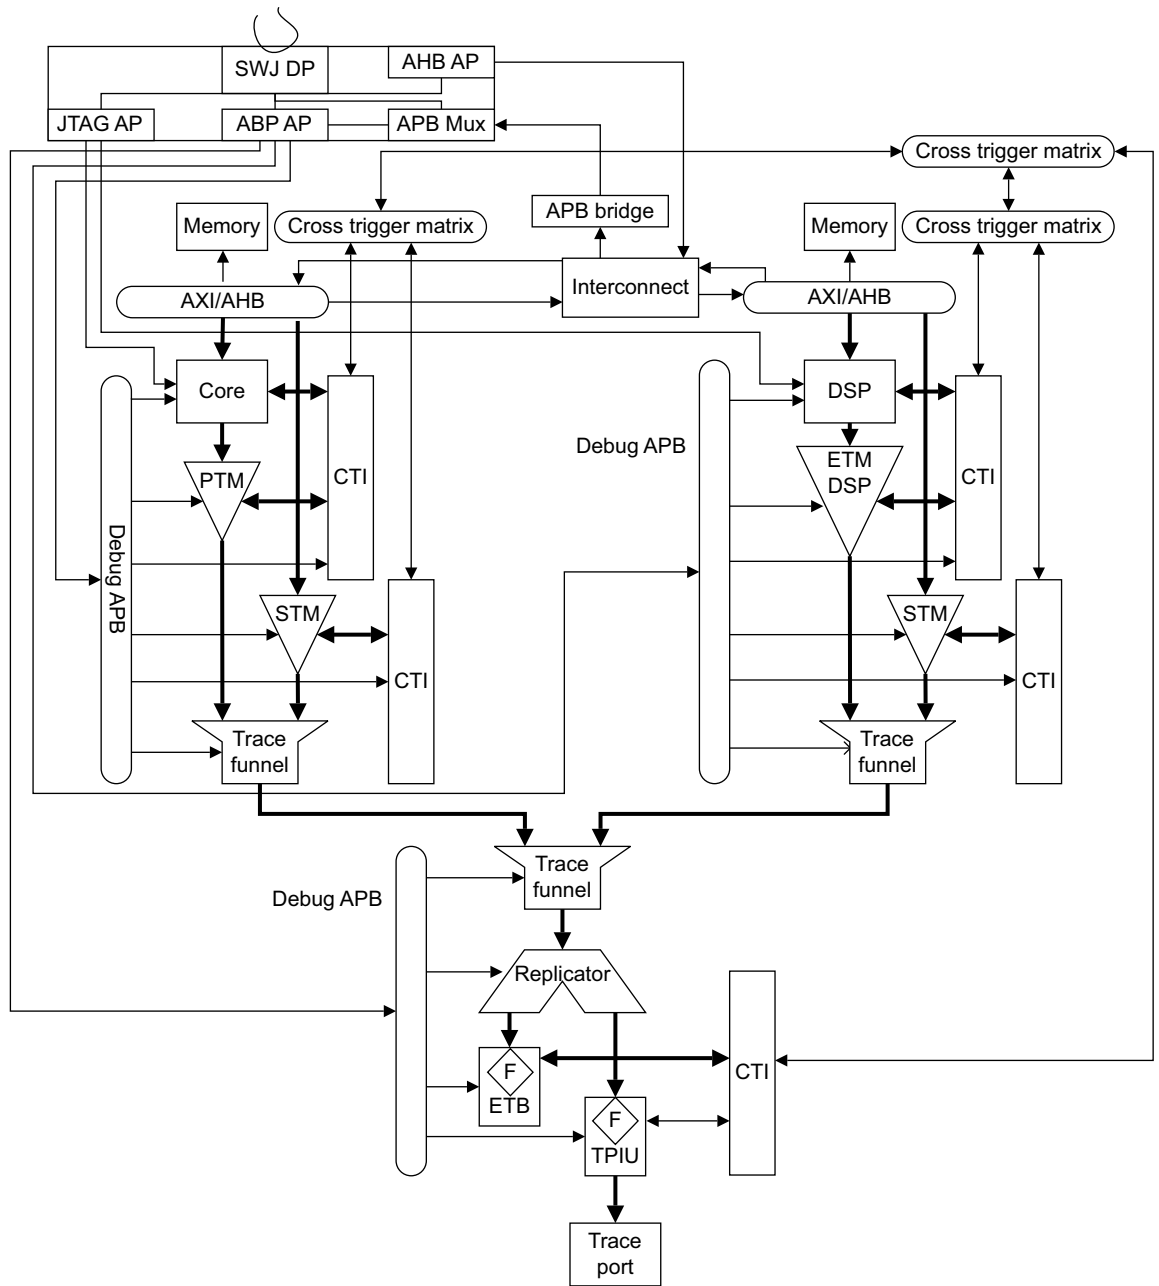 SWJ DP
AHB AP
JTAG AP
ABP AP
APB Mux
Cross trigger matrix
Memory
Cross trigger matrix
APB bridge
Memory
Cross trigger matrix
AXI/AHB
Interconnect
AXI/AHB
Core
DSP
Debug APB
PTM
CTI
ETM
DSP
CTI
Debug APB
STM
STM
CTI
CTI
Trace
funnel
Trace
funnel
Trace
funnel
Debug APB
Replicator
F
ETB
CTI
F
TPIU
Trace
port